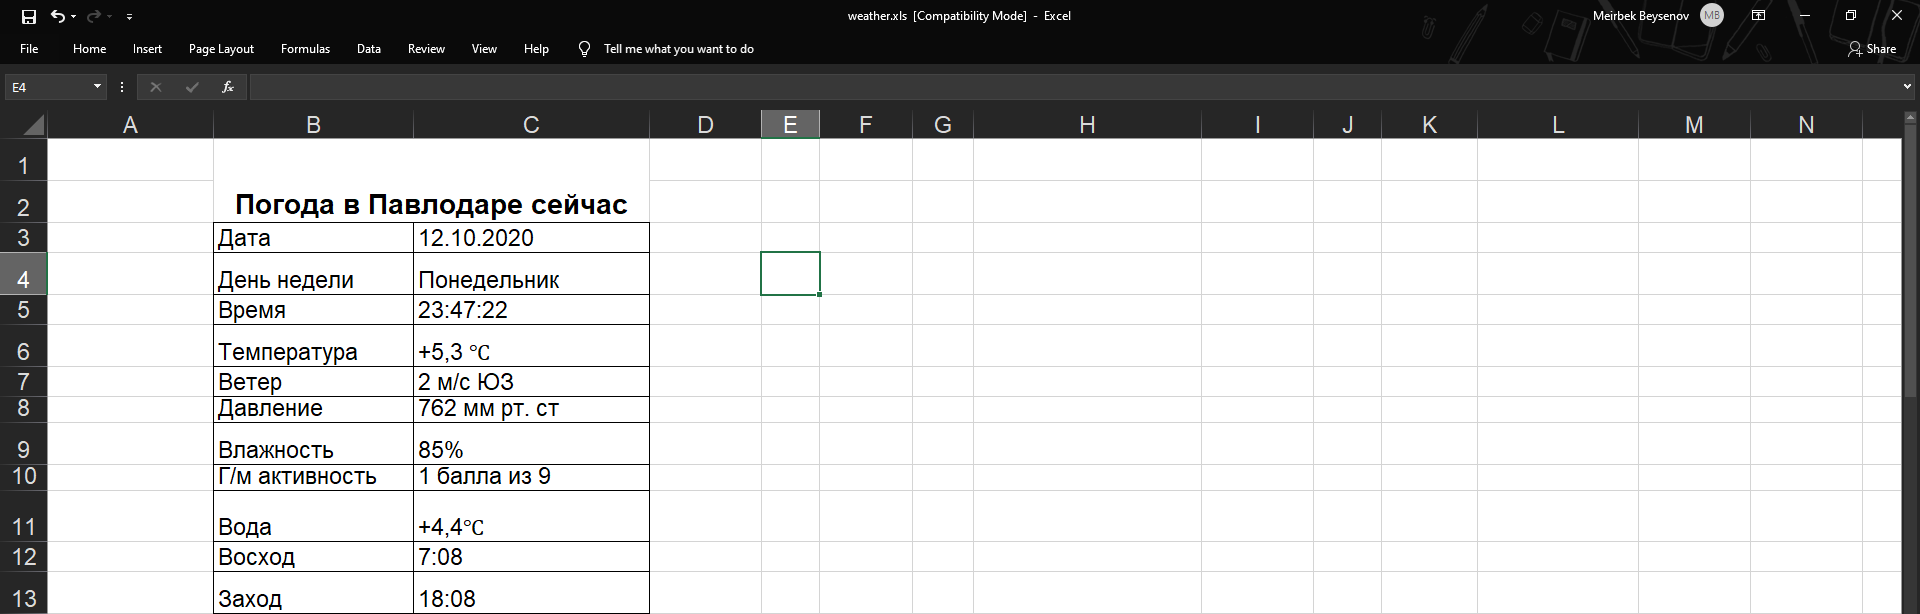 weather.xls [Compatibility Mode] - Excel
Meirbek Beysenov MB
File Home Insert Page Layout Formulas Data Review View Help Tell me what you want to do Share
E4 fx
A B C D E F G H I J K L M N
1
2 Погода в Павлодаре сейчас
3 Дата 12.10.2020
4 День недели Понедельник
5 Время 23:47:22
6 Температура +5,3 ℃
7 Ветер 2 м/с ЮЗ
8 Давление 762 мм рт. ст
9 Влажность 85%
10 Г/м активность 1 балла из 9
11 Вода +4,4℃
12 Восход 7:08
13 Заход 18:08